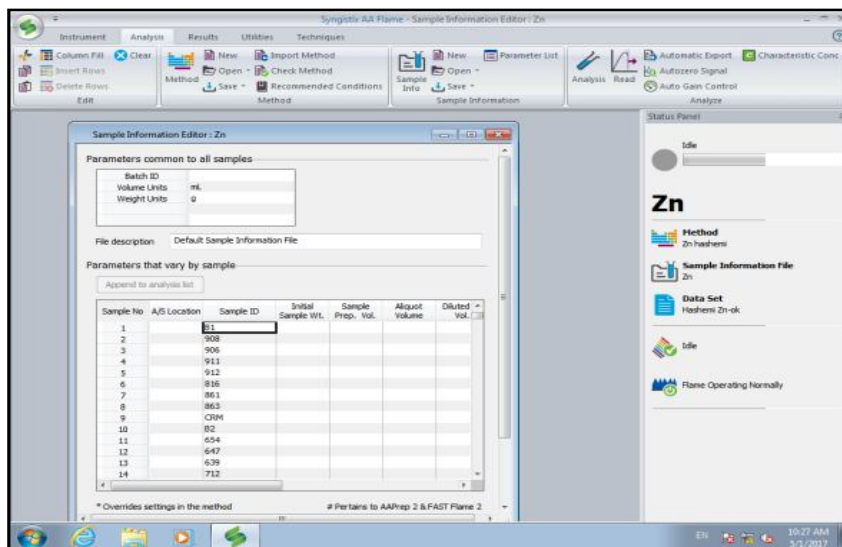 Syngistix AA Flame - Sample Information Editor : Zn
Instrument Analysis Results Utilities Techniques
Column Fill Clear
Insert Rows
Delete Rows
Edit
Method
New
Open
Save
Import Method
Check Method
Recommended Conditions
Method
Sample Info
New
Open
Save
Parameter List
Sample Information
Analysis Read
Automatic Export
Autozero Signal
Auto Gain Control
Characteristic Conc
Analyze
Sample Information Editor : Zn
Parameters common to all samples
Batch ID
Volume Units mL
Weight Units g
File description Default Sample Information File
Parameters that vary by sample
Append to analysis list
Sample No A/S Location Sample ID Initial Sample Wt. Sample Prep. Vol. Aliquot Volume Diluted Vol.
1 B1
2 908
3 906
4 911
5 912
6 816
7 861
8 863
9 CRM
10 B2
11 654
12 647
13 639
14 712
* Overrides settings in the method # Pertains to AAPrep 2 & FAST Flame 2
Status Panel
Idle
Zn
Method
Zn hashemi
Sample Information File
Zn
Data Set
Hashemi Zn-ok
Idle
Flame Operating Normally
EN 10:27 AM
5/1/2017